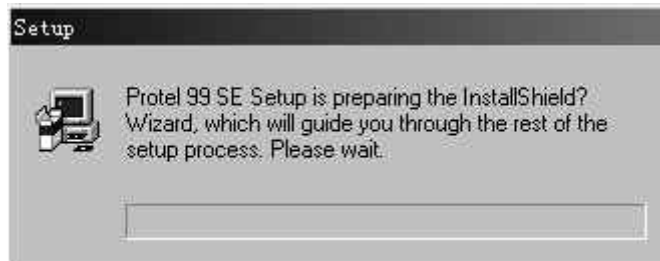 Setup
Protel 99 SE Setup is preparing the InstallShield?
Wizard, which will guide you through the rest of the
setup process. Please wait.